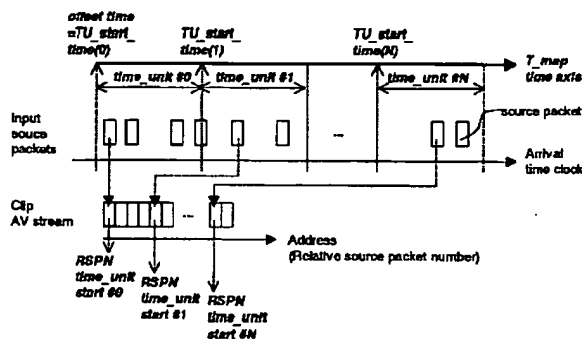 offset time
=TU_start_
time(0)
TU_start_
time(1)
TU_start_
time(N)
T_map
time axis
time_unit #0
time_unit #1
time_unit #N
Input
souce
packets
source packet
...
Arrival
time clock
Clip
AV stream
...
Address
(Relative source packet number)
RSPN
time_unit
start #0
RSPN
time_unit
start #1
RSPN
time_unit
start #N